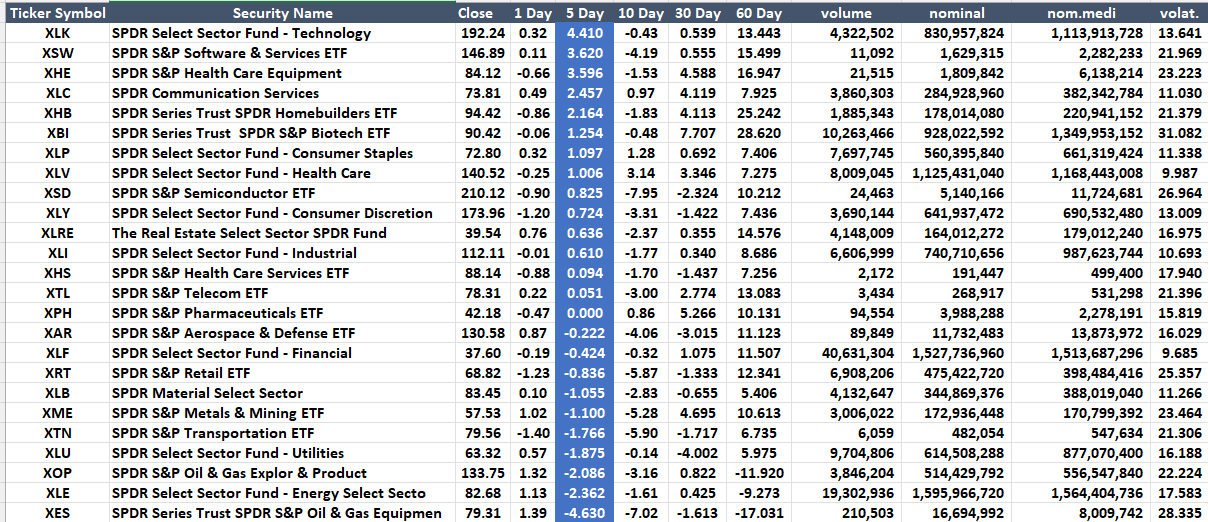 Ticker Symbol Security Name Close 1 Day 5 Day 10 Day 30 Day 60 Day volume nominal nom.medi volat.
XLK SPDR Select Sector Fund - Technology 192.24 0.32 4.410 -0.43 0.539 13.443 4,322,502 830,957,824 1,113,913,728 13.641
XSW SPDR S&P Software & Services ETF 146.89 0.11 3.620 -4.19 0.555 15.499 11,092 1,629,315 2,282,233 21.969
XHE SPDR S&P Health Care Equipment 84.12 -0.66 3.596 -1.53 4.588 16.947 21,515 1,809,842 6,138,214 23.223
XLC SPDR Communication Services 73.81 0.49 2.457 0.97 4.119 7.925 3,860,303 284,928,960 382,342,784 11.030
XHB SPDR Series Trust SPDR Homebuilders ETF 94.42 -0.86 2.164 -1.83 4.113 25.242 1,885,343 178,014,080 220,941,152 21.379
XBI SPDR Series Trust  SPDR S&P Biotech ETF 90.42 -0.06 1.254 -0.48 7.707 28.620 10,263,466 928,022,592 1,349,953,152 31.082
XLP SPDR Select Sector Fund - Consumer Staples 72.80 0.32 1.097 1.28 0.692 7.406 7,697,745 560,395,840 661,319,424 11.338
XLV SPDR Select Sector Fund - Health Care 140.52 -0.25 1.006 3.14 3.346 7.275 8,009,045 1,125,431,040 1,168,443,008 9.987
XSD SPDR S&P Semiconductor ETF 210.12 -0.90 0.825 -7.95 -2.324 10.212 24,463 5,140,166 11,724,681 26.964
XLY SPDR Select Sector Fund - Consumer Discretion 173.96 -1.20 0.724 -3.31 -1.422 7.436 3,690,144 641,937,472 690,532,480 13.009
XLRE The Real Estate Select Sector SPDR Fund 39.54 0.76 0.636 -2.37 0.355 14.576 4,148,009 164,012,272 179,012,240 16.975
XLI SPDR Select Sector Fund - Industrial 112.11 -0.01 0.610 -1.77 0.340 8.686 6,606,999 740,710,656 987,623,744 10.693
XHS SPDR S&P Health Care Services ETF 88.14 -0.88 0.094 -1.70 -1.437 7.256 2,172 191,447 499,400 17.940
XTL SPDR S&P Telecom ETF 78.31 0.22 0.051 -3.00 2.774 13.083 3,434 268,917 531,298 21.396
XPH SPDR S&P Pharmaceuticals ETF 42.18 -0.47 0.000 0.86 5.266 10.131 94,554 3,988,288 2,278,191 15.819
XAR SPDR S&P Aerospace & Defense ETF 130.58 0.87 -0.222 -4.06 -3.015 11.123 89,849 11,732,483 13,873,972 16.029
XLF SPDR Select Sector Fund - Financial 37.60 -0.19 -0.424 -0.32 1.075 11.507 40,631,304 1,527,736,960 1,513,687,296 9.685
XRT SPDR S&P Retail ETF 68.82 -1.23 -0.836 -5.87 -1.333 12.341 6,908,206 475,422,720 398,484,416 25.357
XLB SPDR Material Select Sector 83.45 0.10 -1.055 -2.83 -0.655 5.406 4,132,647 344,869,376 388,019,040 11.266
XME SPDR S&P Metals & Mining ETF 57.53 1.02 -1.100 -5.28 4.695 10.613 3,006,022 172,936,448 170,799,392 23.464
XTN SPDR S&P Transportation ETF 79.56 -1.40 -1.766 -5.90 -1.717 6.735 6,059 482,054 547,634 21.306
XLU SPDR Select Sector Fund - Utilities 63.32 0.57 -1.875 -0.14 -4.002 5.975 9,704,806 614,508,288 877,070,400 16.188
XOP SPDR S&P Oil & Gas Explor & Product 133.75 1.32 -2.086 -3.16 0.822 -11.920 3,846,204 514,429,792 556,547,840 22.224
XLE SPDR Select Sector Fund - Energy Select Secto 82.68 1.13 -2.362 -1.61 0.425 -9.273 19,302,936 1,595,966,720 1,564,404,736 17.583
XES SPDR Series Trust SPDR S&P Oil & Gas Equipmen 79.31 1.39 -4.630 -7.02 -1.613 -17.031 210,503 16,694,992 8,009,742 28.335